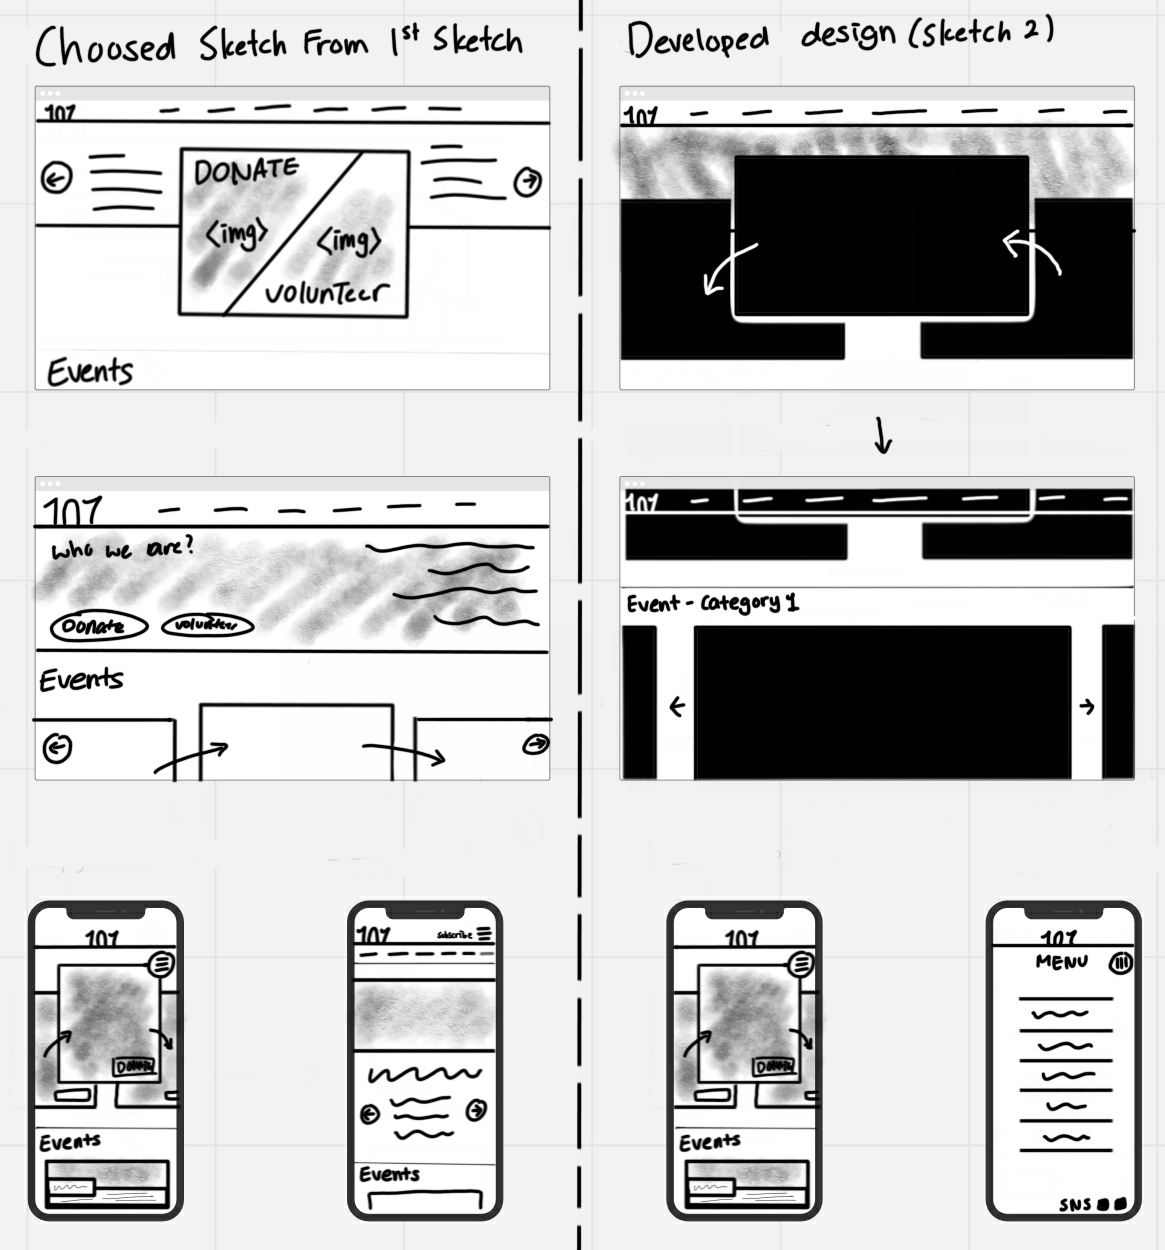 Choosed Sketch From 1st Sketch
107
DONATE
<img>
<img>
volunTeer
Events
107
who we are?
Donate
volunteer
Events
107
DONATE
Events
107
subscribe
Events
Developed design (Sketch 2)
107
107
Event - Category 1
107
DONATE
Events
107
MENU
SNS